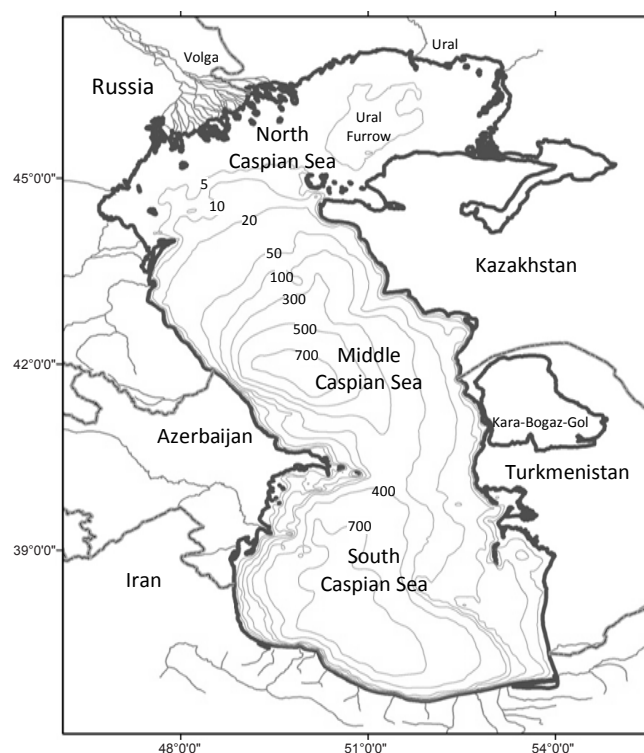 Volga
Ural
Russia
Ural
Furrow
North
Caspian Sea
45°0'0"
5
10
20
50
100
300
500
700
Kazakhstan
42°0'0"
Middle
Caspian Sea
Kara-Bogaz-Gol
Azerbaijan
Turkmenistan
400
700
39°0'0"
South
Caspian Sea
Iran
48°0'0"
51°0'0"
54°0'0"